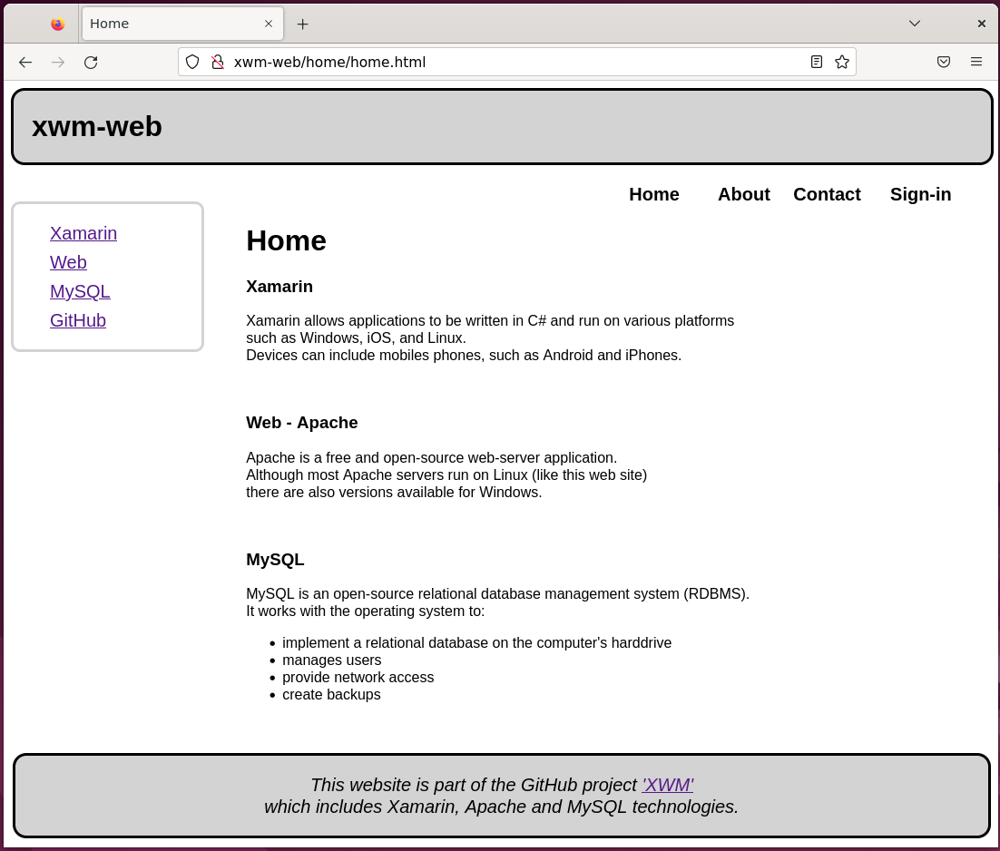 Home
xwm-web/home/home.html
xwm-web
Home About Contact Sign-in
Xamarin
Web
MySQL
GitHub
Home
Xamarin
Xamarin allows applications to be written in C# and run on various platforms
such as Windows, iOS, and Linux.
Devices can include mobiles phones, such as Android and iPhones.
Web - Apache
Apache is a free and open-source web-server application.
Although most Apache servers run on Linux (like this web site)
there are also versions available for Windows.
MySQL
MySQL is an open-source relational database management system (RDBMS).
It works with the operating system to:
• implement a relational database on the computer's harddrive
• manages users
• provide network access
• create backups
This website is part of the GitHub project 'XWM'
which includes Xamarin, Apache and MySQL technologies.